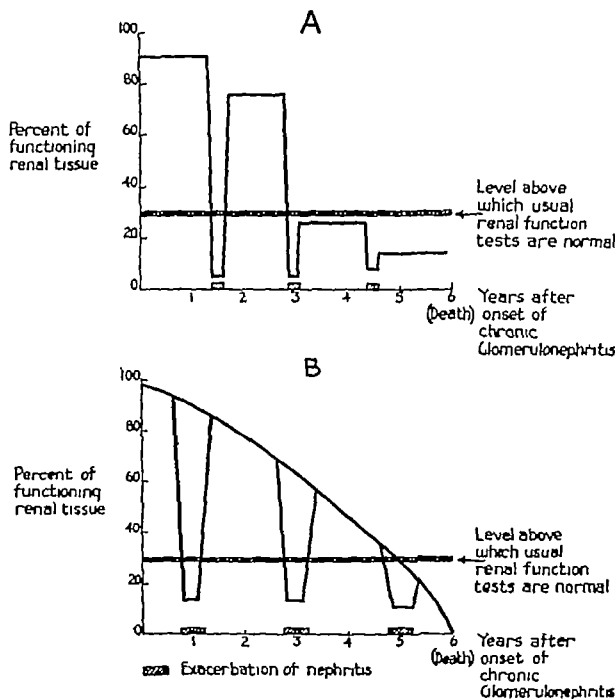 A
100
80
Percent of
functioning
renal tissue
60
40
20
0
Level above
which usual
renal function
tests are normal
1 2 3 4 5 6
(Death)
Years after
onset of
chronic
Glomerulonephritis
B
100
80
Percent of
functioning
renal tissue
60
40
20
0
Level above
which usual
renal function
tests are normal
1 2 3 4 5 6
(Death)
Years after
onset of
chronic
Glomerulonephritis
Exacerbation of nephritis